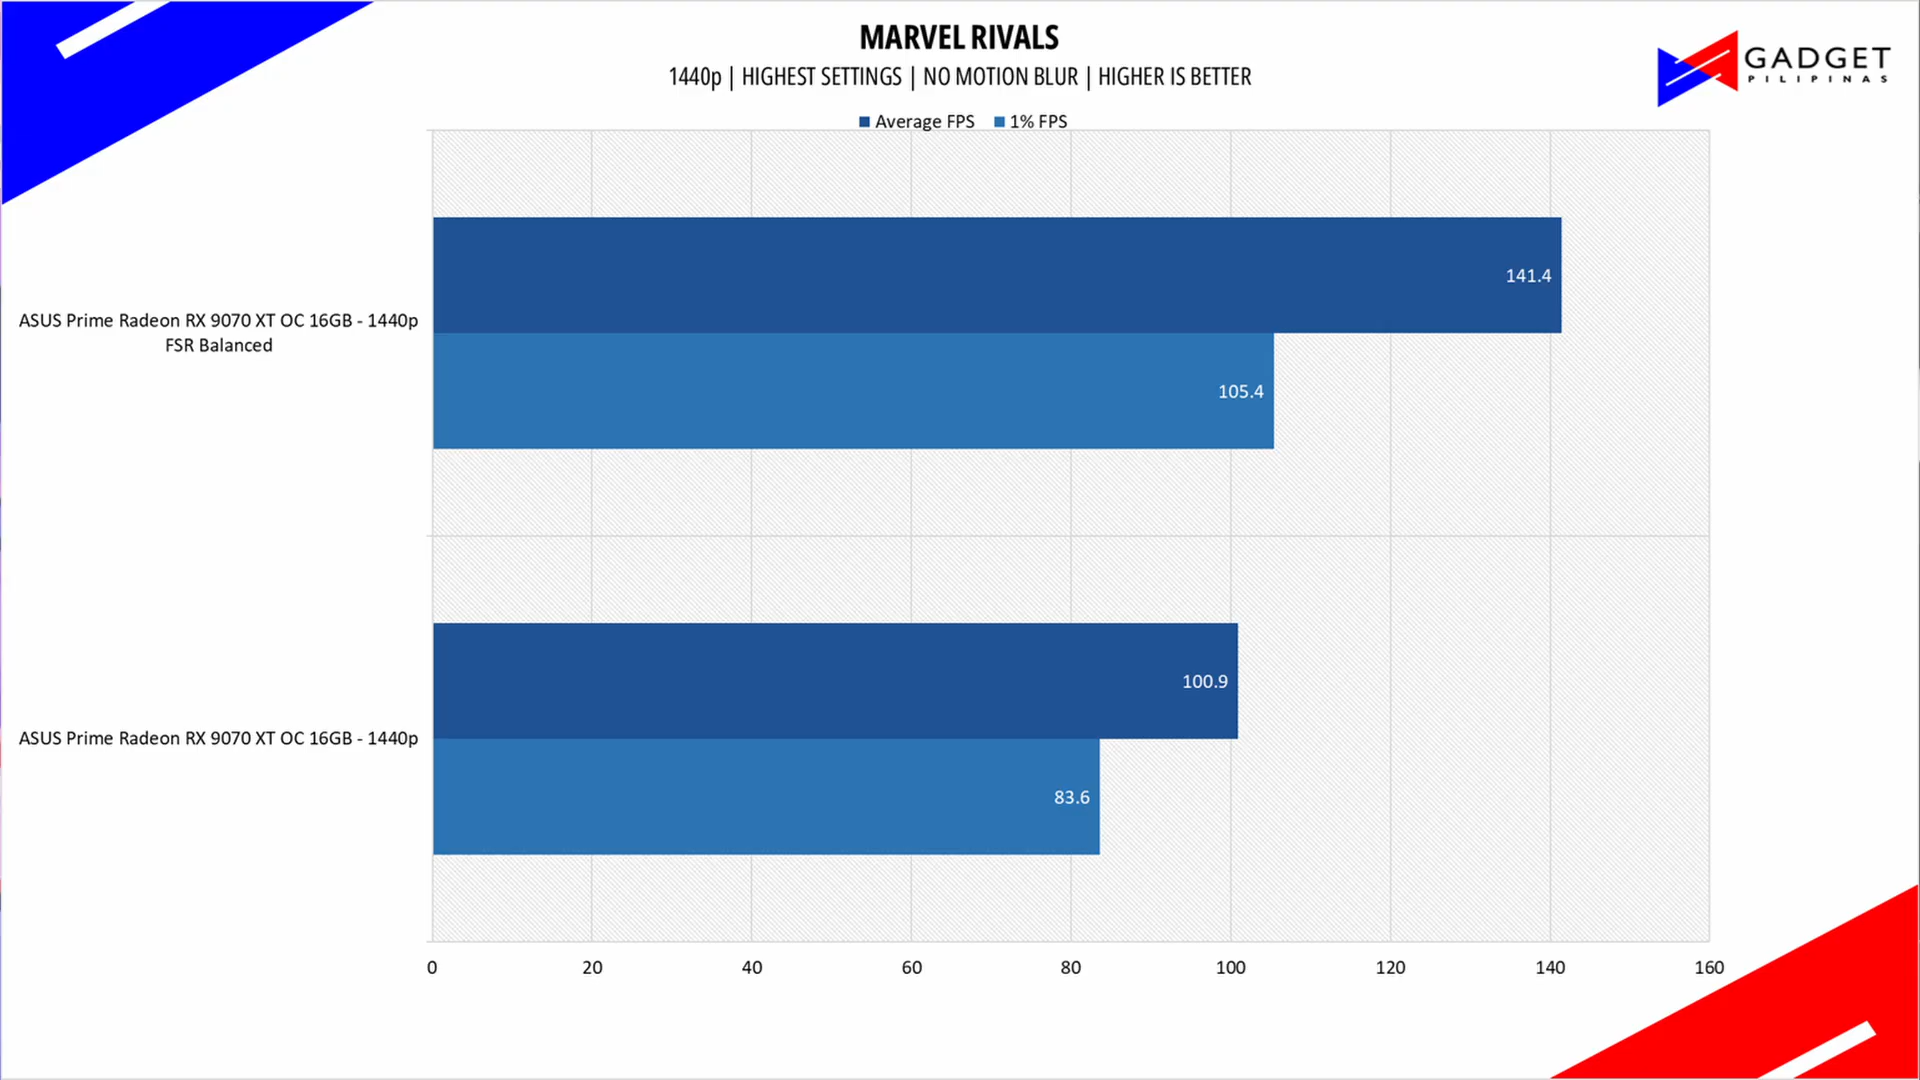 MARVEL RIVALS
1440p | HIGHEST SETTINGS | NO MOTION BLUR | HIGHER IS BETTER
GADGET
PILIPINAS
Average FPS 1% FPS
141.4
ASUS Prime Radeon RX 9070 XT OC 16GB - 1440p
FSR Balanced
105.4
100.9
ASUS Prime Radeon RX 9070 XT OC 16GB - 1440p
83.6
0 20 40 60 80 100 120 140 160